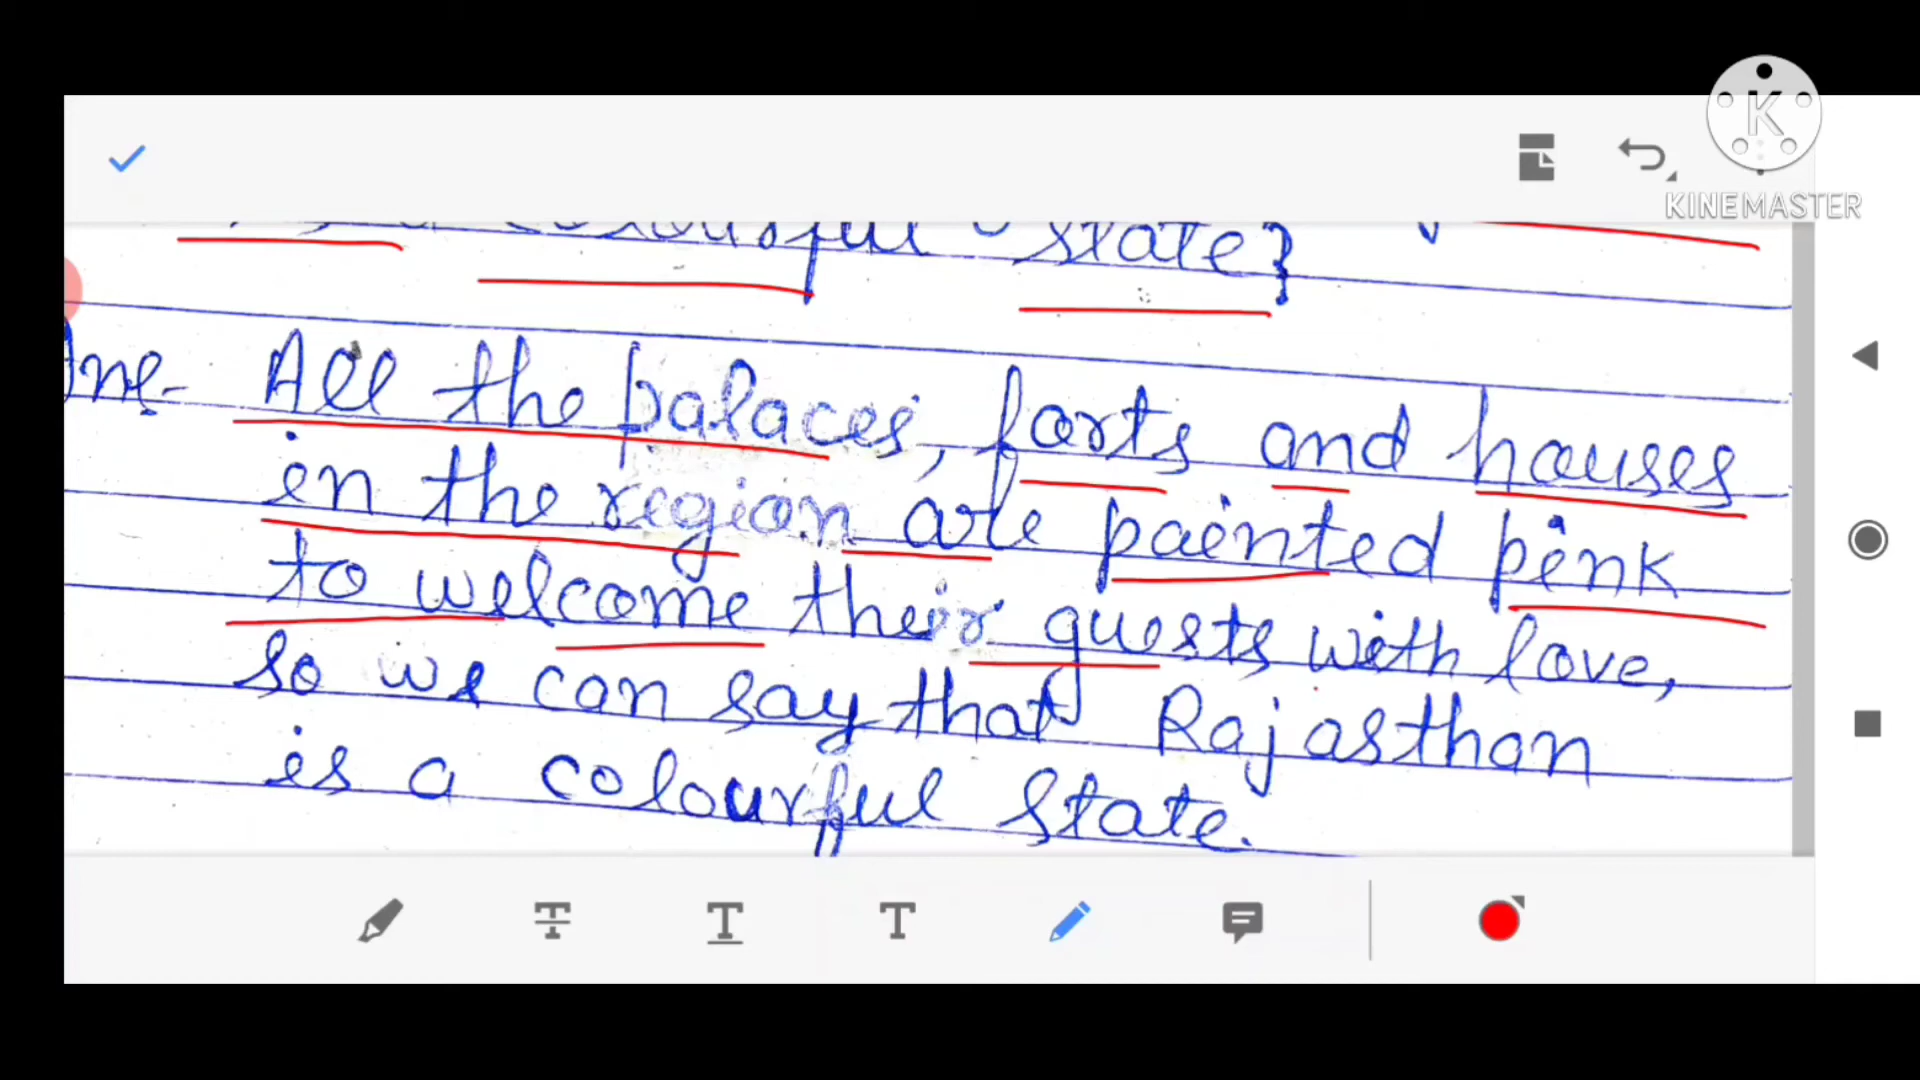 colourful State?
Ans- All the palaces, forts and houses
in the region are painted pink
to welcome their guests with love,
so we can say that Rajasthan
is a colourful State.
KINEMASTER